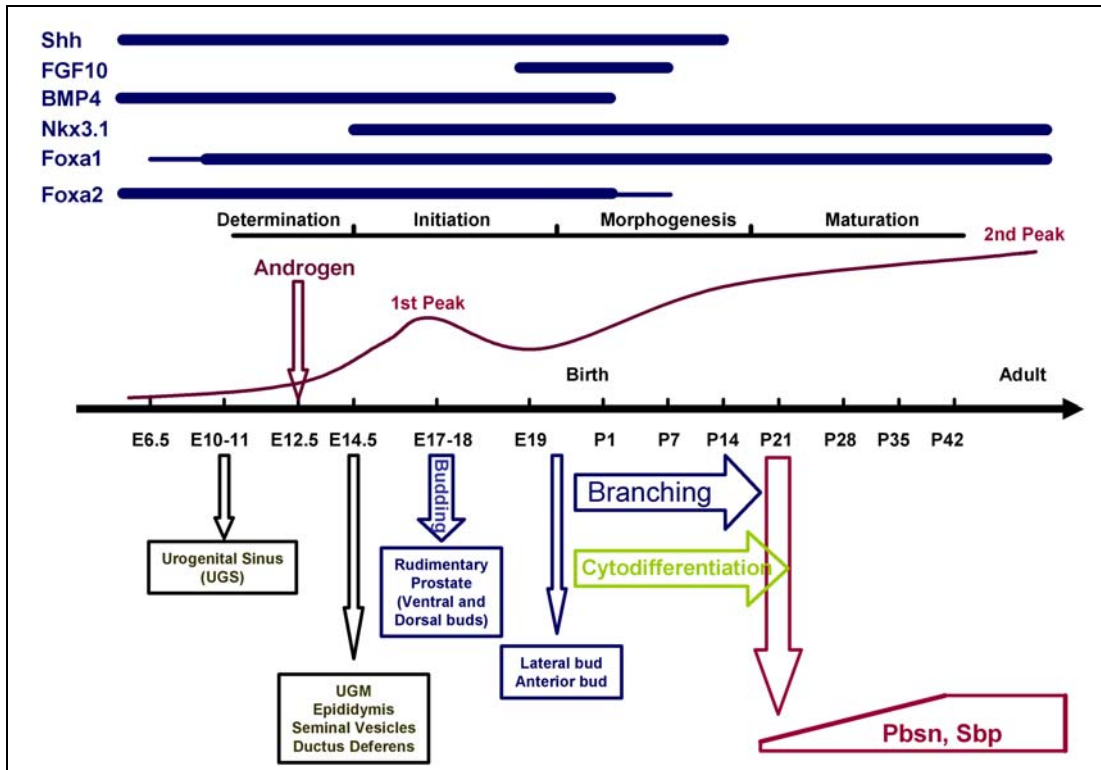 Shh
FGF10
BMP4
Nkx3.1
Foxa1
Foxa2
Determination Initiation Morphogenesis Maturation
2nd Peak
Androgen
1st Peak
Birth Adult
E6.5 E10-11 E12.5 E14.5 E17-18 E19 P1 P7 P14 P21 P28 P35 P42
Budding
Branching
Cytodifferentiation
Urogenital Sinus
(UGS)
Rudimentary
Prostate
(Ventral and
Dorsal buds)
Lateral bud
Anterior bud
UGM
Epididymis
Seminal Vesicles
Ductus Deferens
Pbsn, Sbp